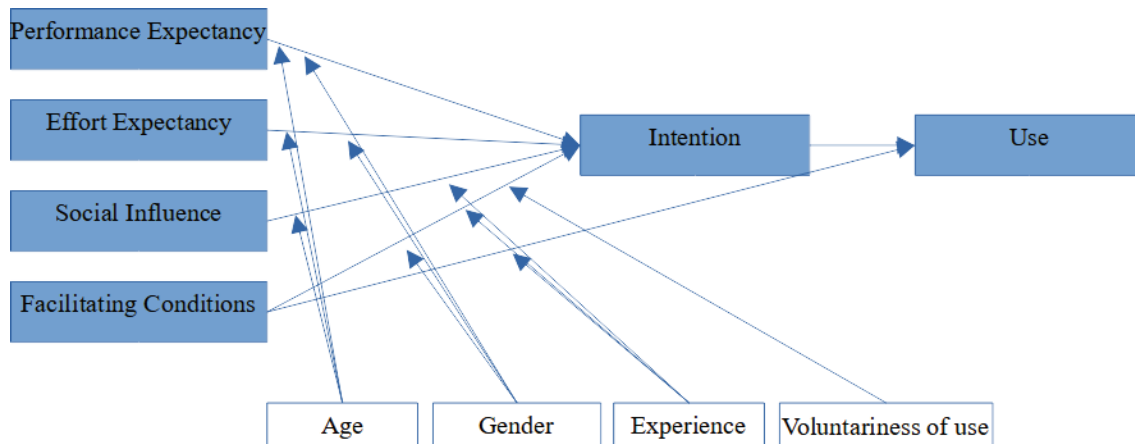 Performance Expectancy
Effort Expectancy
Intention
Use
Social Influence
Facilitating Conditions
Age
Gender
Experience
Voluntariness of use